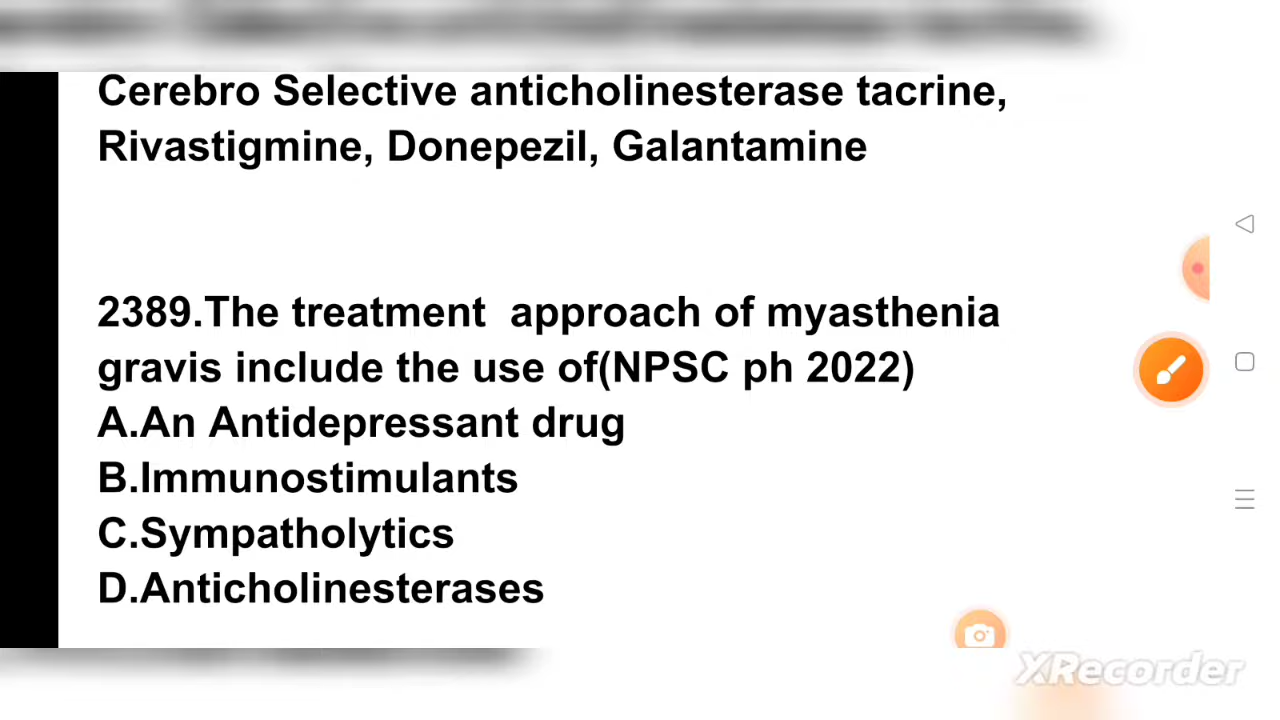 Cerebro Selective anticholinesterase tacrine,
Rivastigmine, Donepezil, Galantamine
2389.The treatment  approach of myasthenia
gravis include the use of(NPSC ph 2022)
A.An Antidepressant drug
B.Immunostimulants
C.Sympatholytics
D.Anticholinesterases
XRecorder